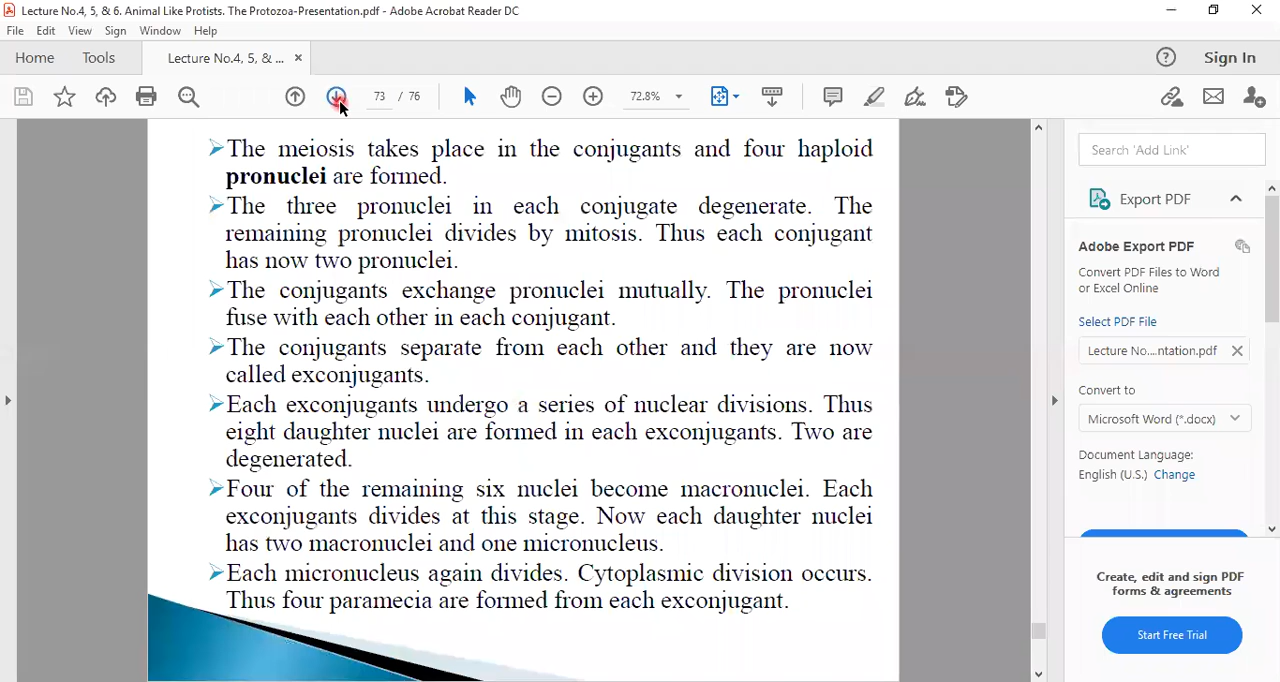 Lecture No.4, 5, & 6. Animal Like Protists. The Protozoa-Presentation.pdf - Adobe Acrobat Reader DC
File Edit View Sign Window Help
Home Tools Lecture No.4, 5, & ... × Sign In
73 / 76 72.8%
The meiosis takes place in the conjugants and four haploid
pronuclei are formed.
The three pronuclei in each conjugate degenerate. The
remaining pronuclei divides by mitosis. Thus each conjugant
has now two pronuclei.
The conjugants exchange pronuclei mutually. The pronuclei
fuse with each other in each conjugant.
The conjugants separate from each other and they are now
called exconjugants.
Each exconjugants undergo a series of nuclear divisions. Thus
eight daughter nuclei are formed in each exconjugants. Two are
degenerated.
Four of the remaining six nuclei become macronuclei. Each
exconjugants divides at this stage. Now each daughter nuclei
has two macronuclei and one micronucleus.
Each micronucleus again divides. Cytoplasmic division occurs.
Thus four paramecia are formed from each exconjugant.
Search 'Add Link'
Export PDF
Adobe Export PDF
Convert PDF Files to Word
or Excel Online
Select PDF File
Lecture No....ntation.pdf
Convert to
Microsoft Word (*.docx)
Document Language:
English (U.S.) Change
Create, edit and sign PDF
forms & agreements
Start Free Trial